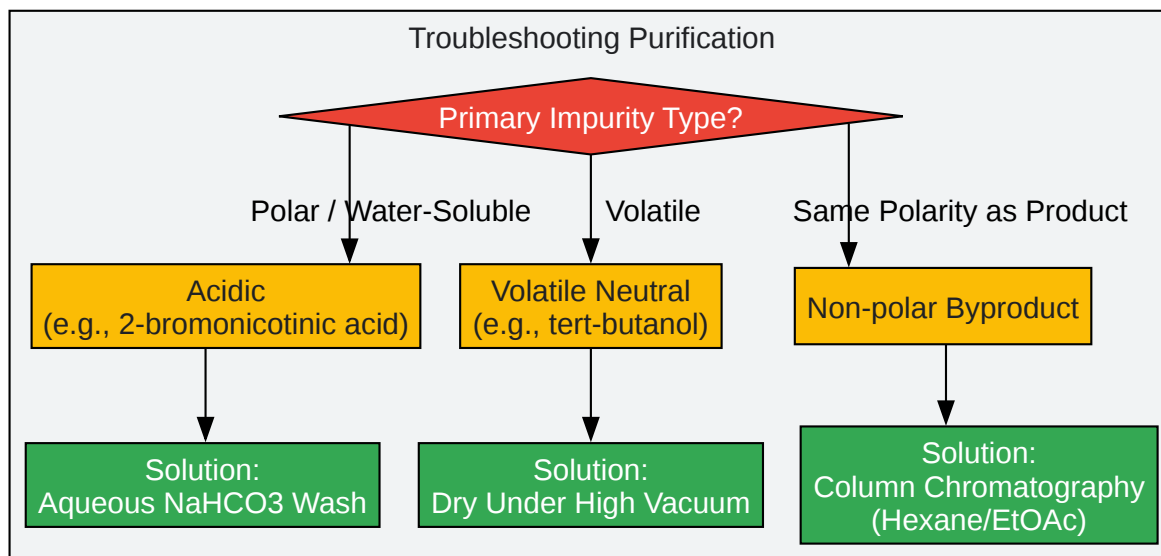 Troubleshooting Purification
Primary Impurity Type?
Polar / Water-Soluble
Volatile
Same Polarity as Product
Acidic
(e.g., 2-bromonicotinic acid)
Volatile Neutral
(e.g., tert-butanol)
Non-polar Byproduct
Solution:
Aqueous NaHCO3 Wash
Solution:
Dry Under High Vacuum
Solution:
Column Chromatography
(Hexane/EtOAc)